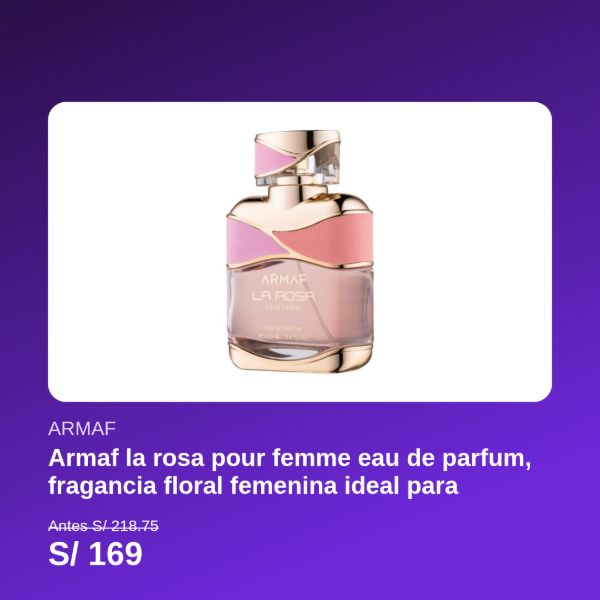 ARMAF
LA ROSA
POUR FEMME
EAU DE PARFUM
ARMAF
Armaf la rosa pour femme eau de parfum,
fragancia floral femenina ideal para
Antes S/ 218.75
S/ 169